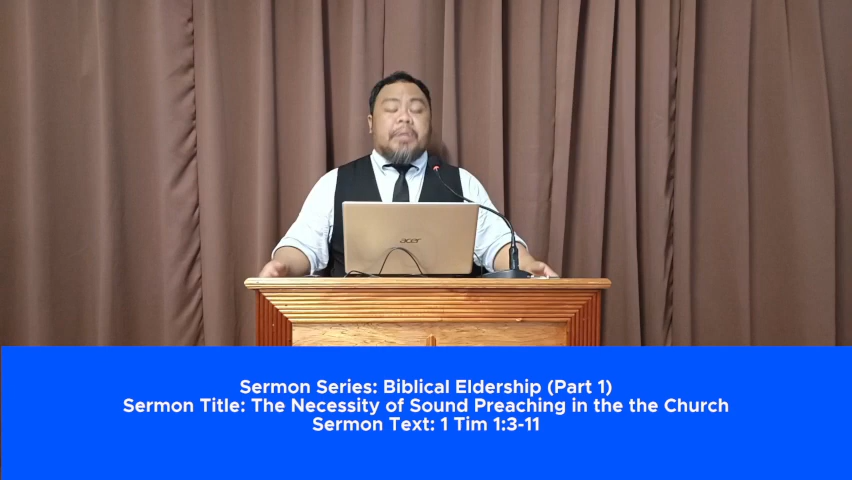 acer
Sermon Series: Biblical Eldership (Part 1)
Sermon Title: The Necessity of Sound Preaching in the the Church
Sermon Text: 1 Tim 1:3-11